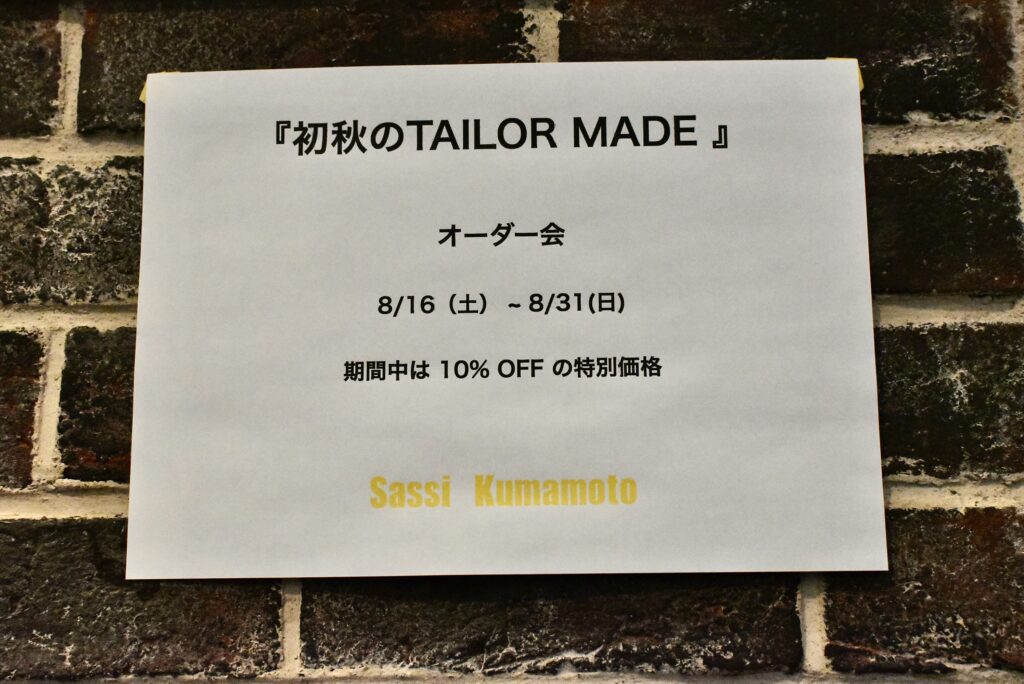 『初秋のTAILOR MADE 』
オーダー会
8/16（土） ~ 8/31(日)
期間中は 10% OFF の特別価格
Sassi Kumamoto